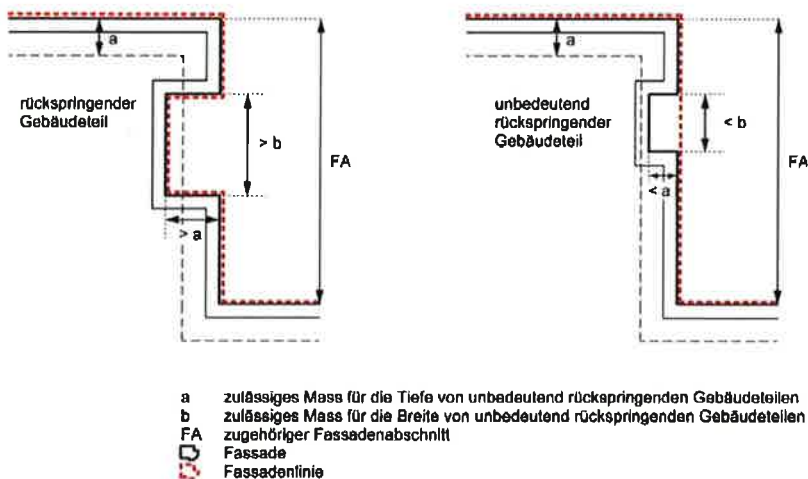 a
rückspringender
Gebäudeteil
> b
FA
> a
a
unbedeutend
rückspringender
Gebäudeteil
< b
FA
< a
a zulässiges Mass für die Tiefe von unbedeutend rückspringenden Gebäudeteilen
b zulässiges Mass für die Breite von unbedeutend rückspringenden Gebäudeteilen
FA zugehöriger Fassadenabschnitt
Fassade
Fassadenlinie